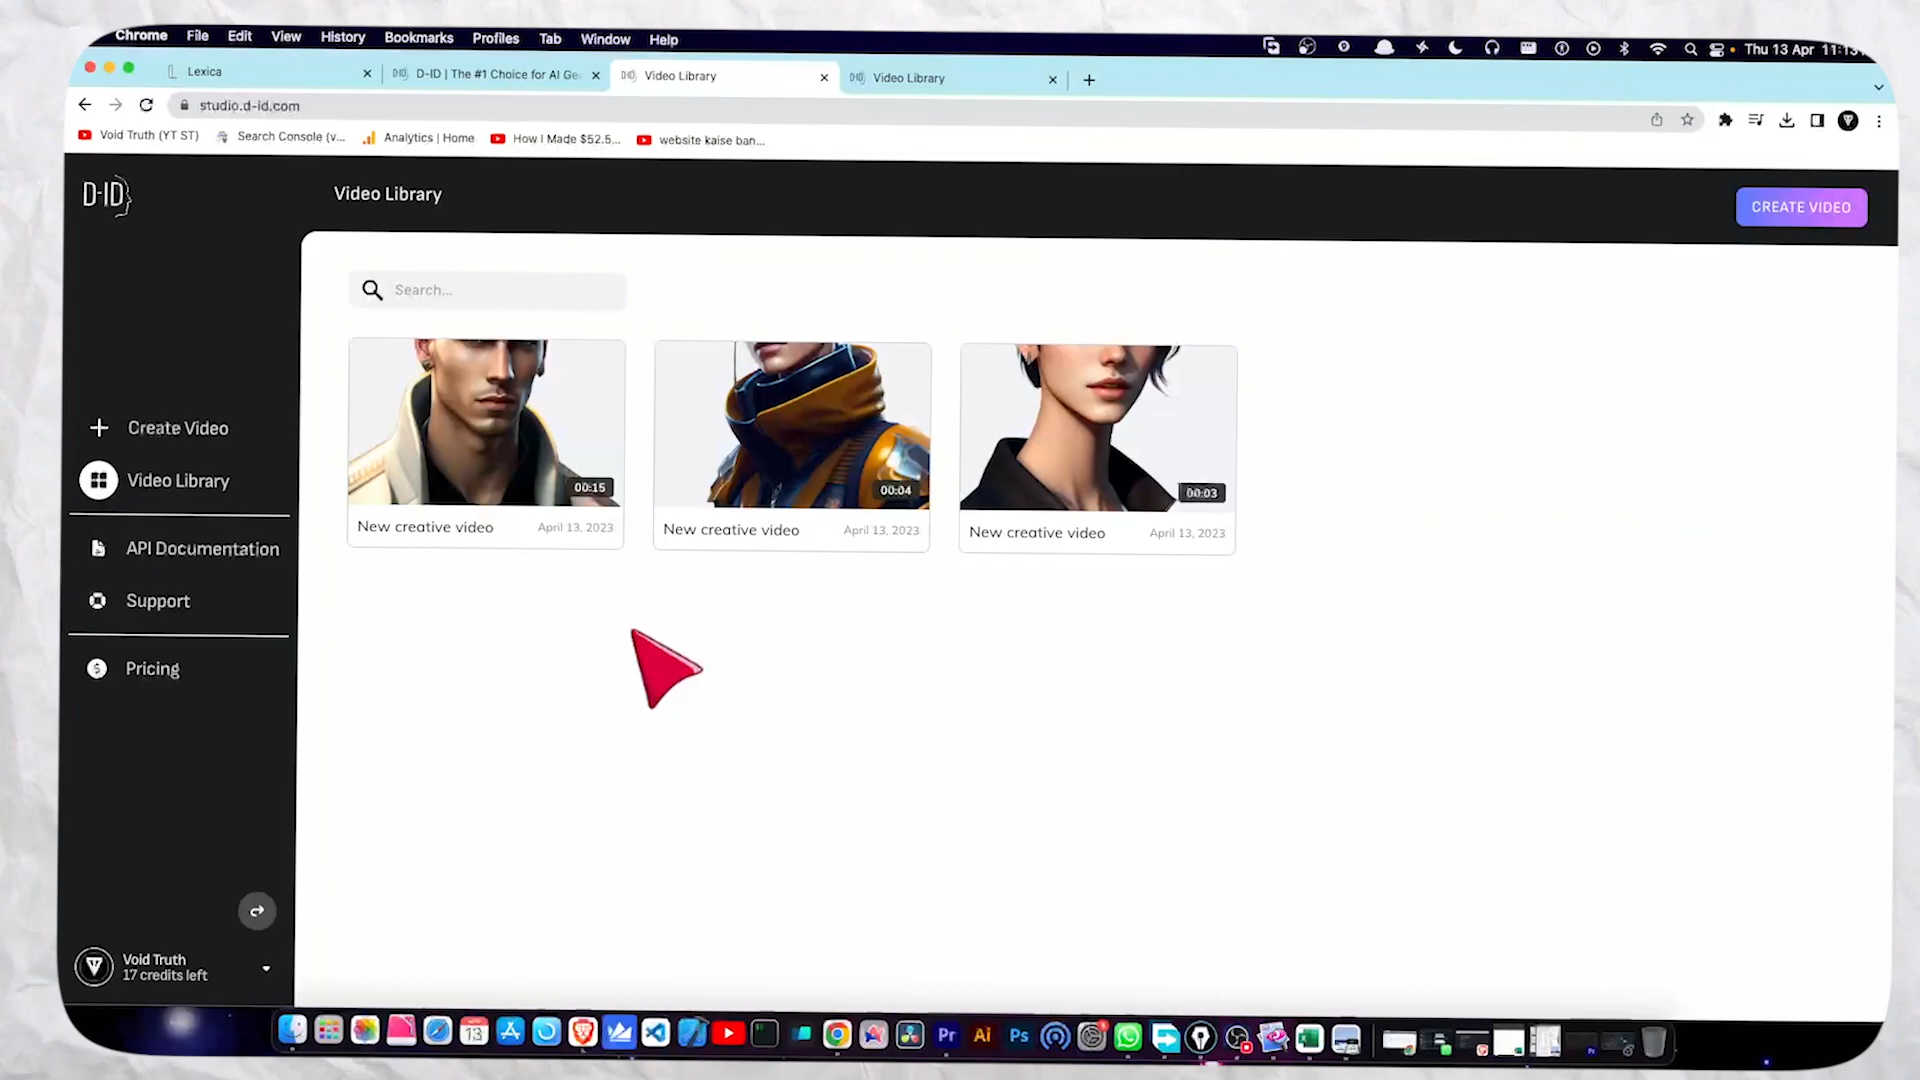 Chrome File Edit View History Bookmarks Profiles Tab Window Help
Thu 13 Apr
Lexica
D-ID | The #1 Choice for AI Ge
Video Library
Video Library
studio.d-id.com
Void Truth (YT ST)
Search Console (v...
Analytics | Home
How I Made $52.5...
website kaise ban...
D-ID
Video Library
CREATE VIDEO
Search...
00:15
00:04
00:03
New creative video April 13, 2023
New creative video April 13, 2023
New creative video April 13, 2023
Create Video
Video Library
API Documentation
Support
Pricing
Void Truth
17 credits left
13
Pr Ai Ps